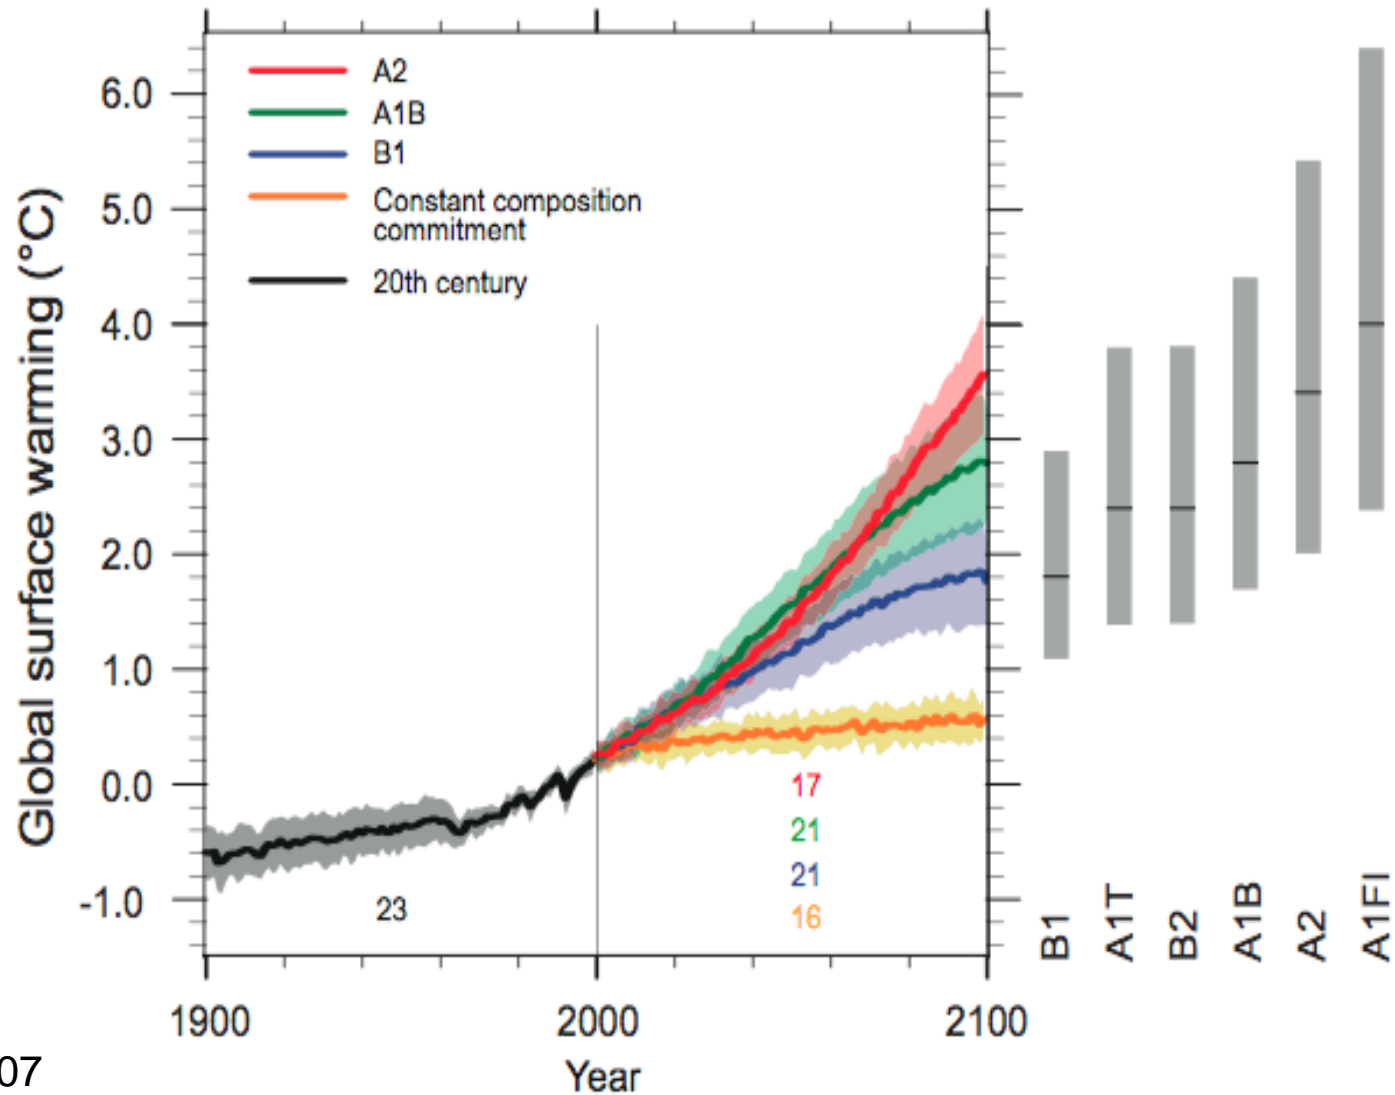 Global surface warming (°C)
6.0
5.0
4.0
3.0
2.0
1.0
0.0
-1.0
A2
A1B
B1
Constant composition
commitment
20th century
23
17
21
21
16
1900
2000
2100
Year
B1
A1T
B2
A1B
A2
A1FI
07